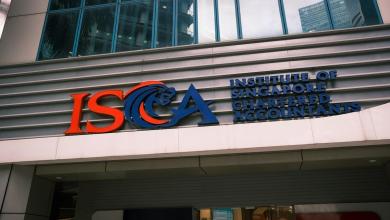 ISCA
INSTITUTE OF
SINGAPORE
CHARTERED
ACCOUNTANTS